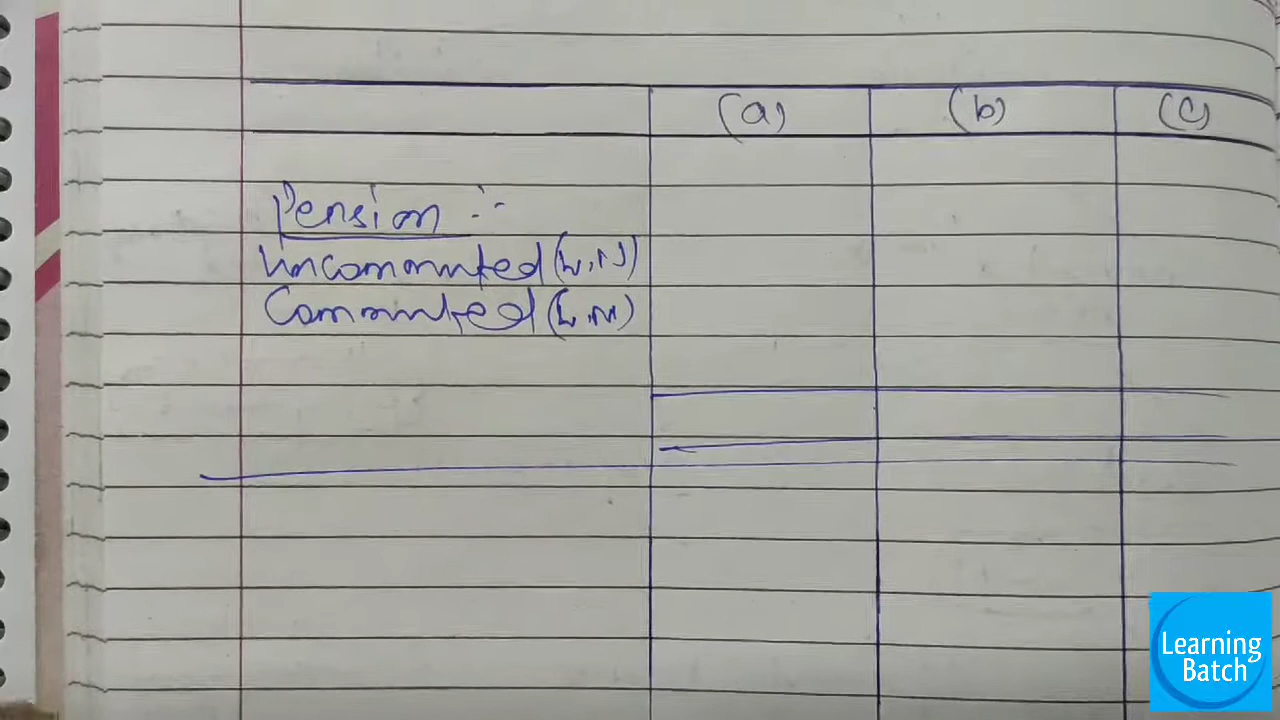 (a) (b) (c)
Pension :-
Uncommuted (W.N)
Commuted (W.N)
Learning
Batch